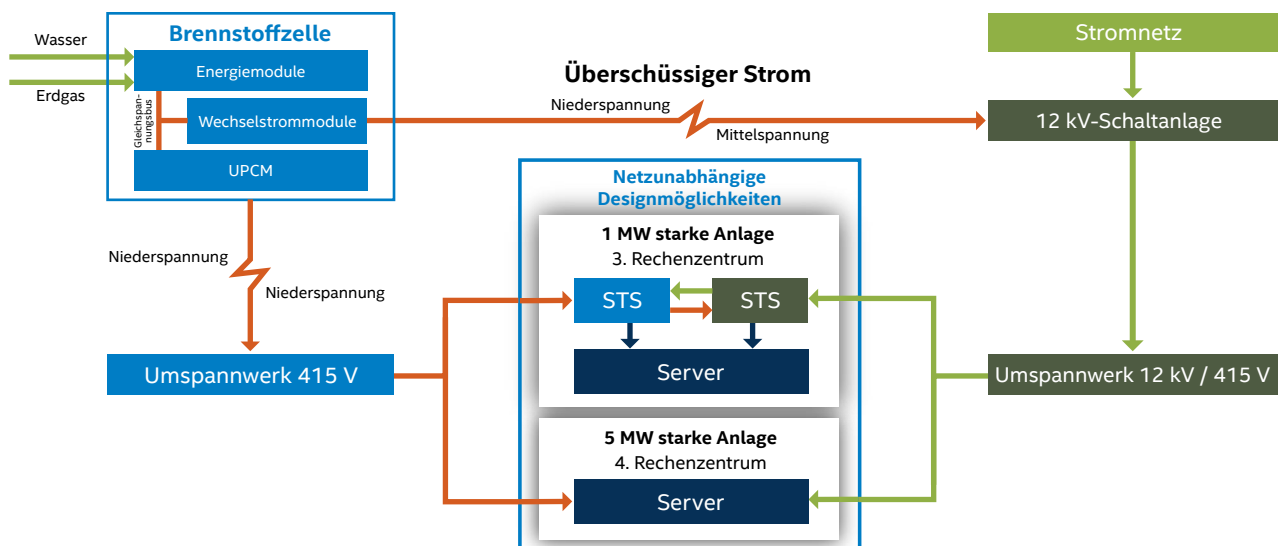 Brennstoffzelle
Wasser
Erdgas
Energiemodule
Gleichspan-
nungsbus
Wechselstrommodule
UPCM
Überschüssiger Strom
Niederspannung
Mittelspannung
Stromnetz
12 kV-Schaltanlage
Niederspannung
Niederspannung
Umspannwerk 415 V
Netzunabhängige
Designmöglichkeiten
1 MW starke Anlage
3. Rechenzentrum
STS
STS
Server
5 MW starke Anlage
4. Rechenzentrum
Server
Umspannwerk 12 kV / 415 V